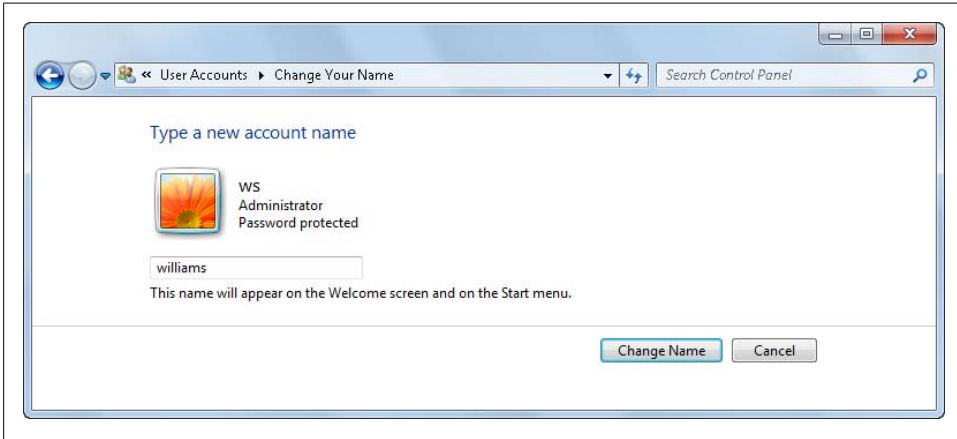 « User Accounts ▸ Change Your Name Search Control Panel
Type a new account name
WS
Administrator
Password protected
williams
This name will appear on the Welcome screen and on the Start menu.
Change Name Cancel